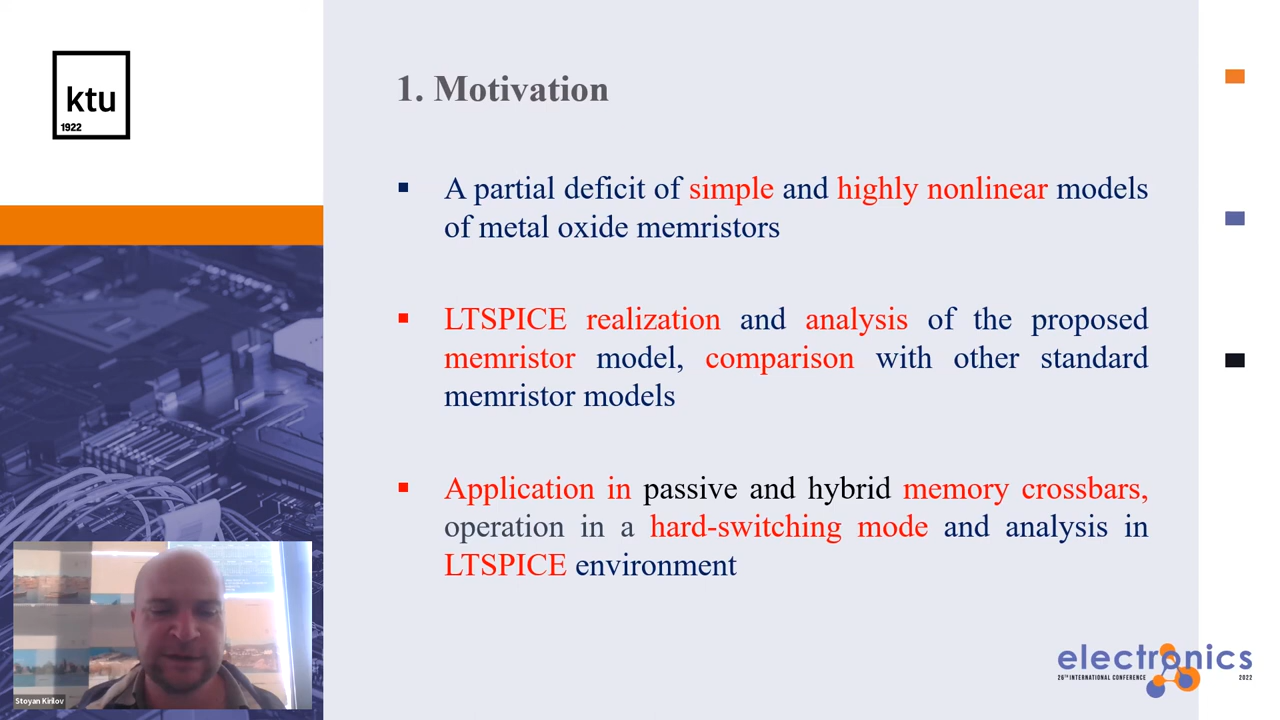 ktu
1922
1. Motivation
▪ A partial deficit of simple and highly nonlinear models
of metal oxide memristors
▪ LTSPICE realization and analysis of the proposed
memristor model, comparison with other standard
memristor models
▪ Application in passive and hybrid memory crossbars,
operation in a hard-switching mode and analysis in
LTSPICE environment
Stoyan Kirilov
electronics
26TH INTERNATIONAL CONFERENCE 2022